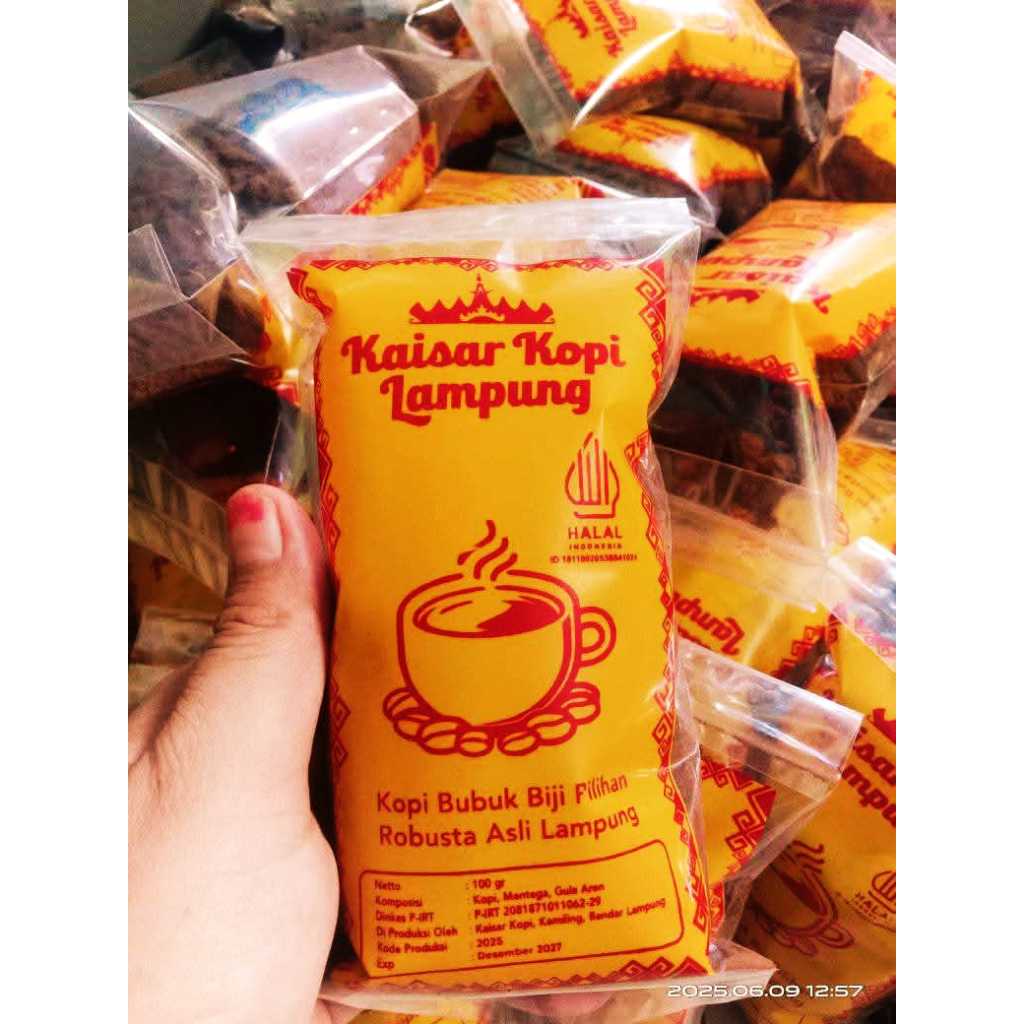 Kaisar Kopi
Lampung
HALAL
INDONESIA
Kopi Bubuk Biji Pilihan
Robusta Asli Lampung
Netto : 100 gr
Komposisi : Kopi, Mentega, Gula Aren
Dinkes P-IRT : P-IRT 2081871011062-29
Di Produksi Oleh : Kaisar Kopi, Kamiling, Bandar Lampung
Kode Produksi : 2025
Exp : Desember 2027
2025.06.09 12:57